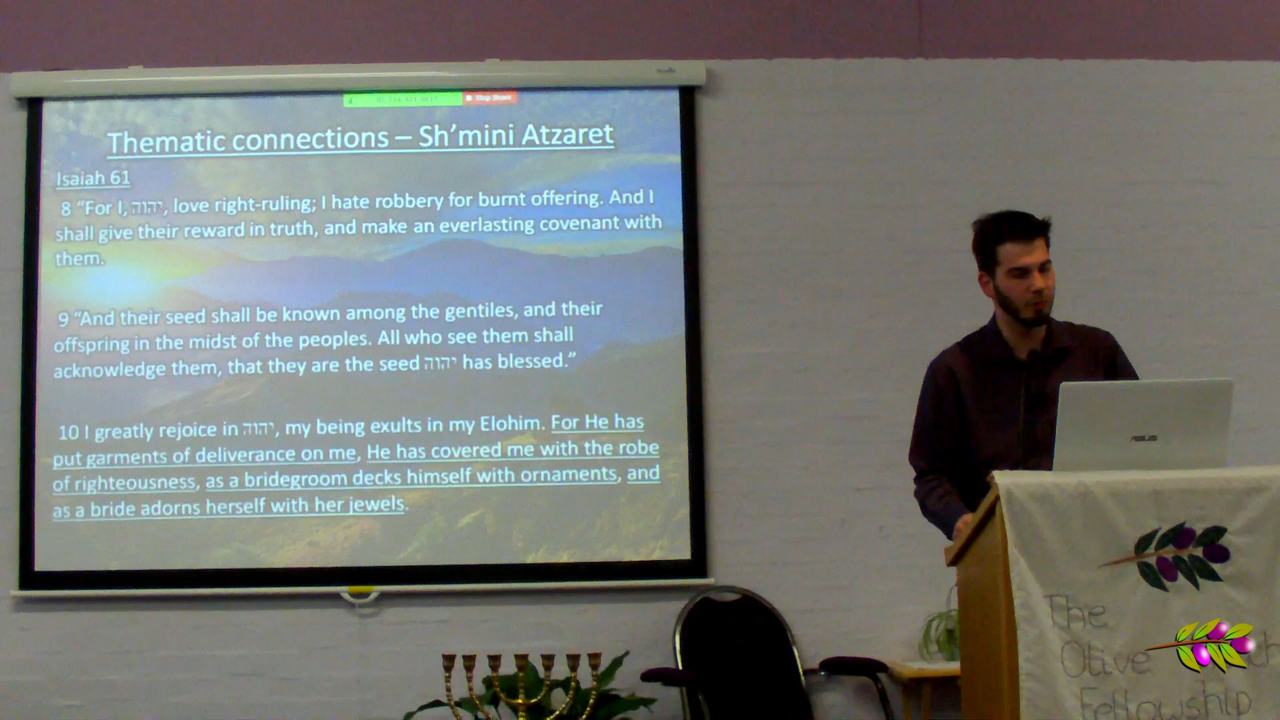 Stop Share
Thematic connections – Sh’mini Atzaret
Isaiah 61
8 “For I, יהוה, love right-ruling; I hate robbery for burnt offering. And I
shall give their reward in truth, and make an everlasting covenant with
them.
9 “And their seed shall be known among the gentiles, and their
offspring in the midst of the peoples. All who see them shall
acknowledge them, that they are the seed יהוה has blessed.”
10 I greatly rejoice in יהוה, my being exults in my Elohim. For He has
put garments of deliverance on me, He has covered me with the robe
of righteousness, as a bridegroom decks himself with ornaments, and
as a bride adorns herself with her jewels.
ASUS
The
Olive
Fellowship